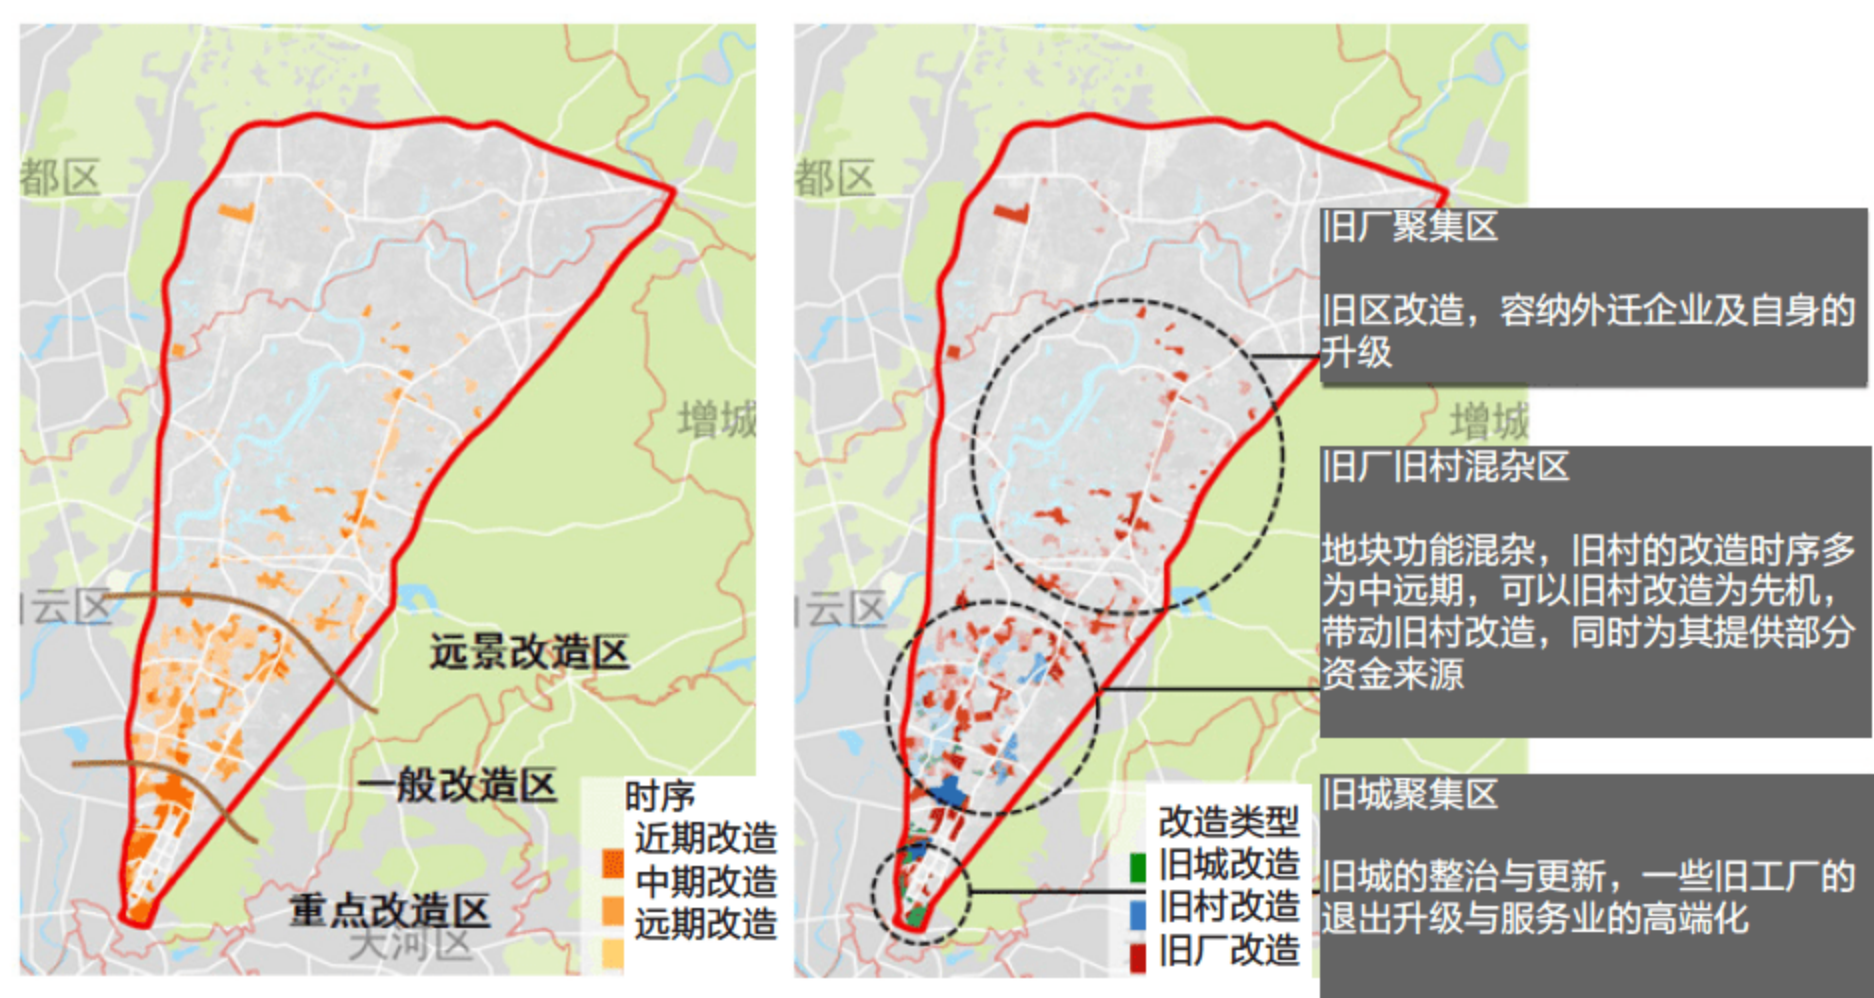 都区
增城
云区
远景改造区
一般改造区
重点改造区
天河区
时序
近期改造
中期改造
远期改造
都区
增城
云区
改造类型
旧城改造
旧村改造
旧厂改造
旧厂聚集区
旧区改造，容纳外迁企业及自身的
升级
旧厂旧村混杂区
地块功能混杂，旧村的改造时序多
为中远期，可以旧村改造为先机，
带动旧村改造，同时为其提供部分
资金来源
旧城聚集区
旧城的整治与更新，一些旧工厂的
退出升级与服务业的高端化